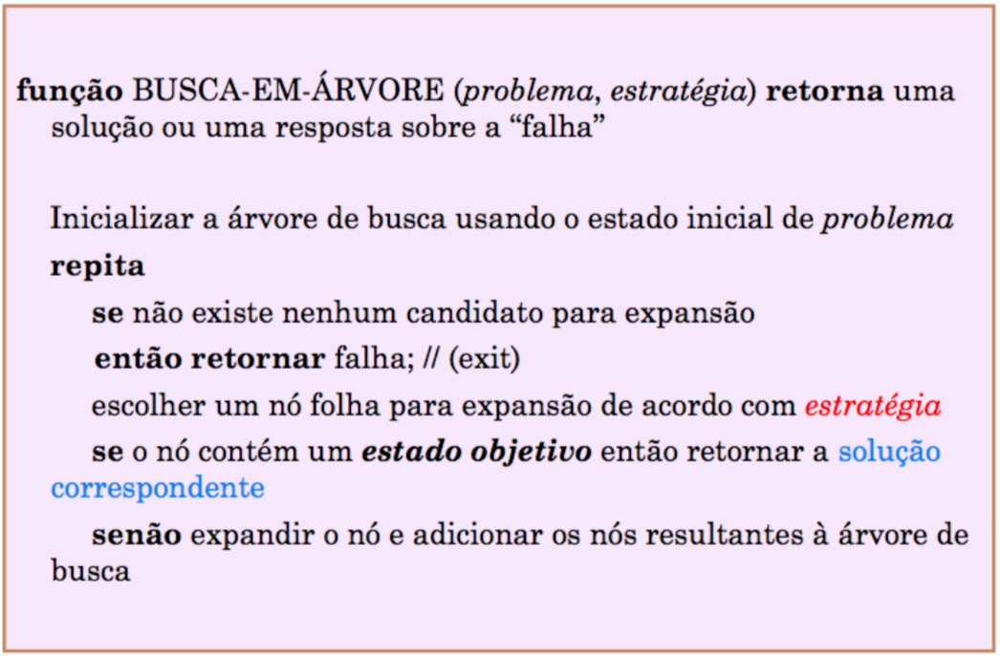 função BUSCA-EM-ÁRVORE (problema, estratégia) retorna uma
solução ou uma resposta sobre a “falha”
Inicializar a árvore de busca usando o estado inicial de problema
repita
se não existe nenhum candidato para expansão
então retornar falha; // (exit)
escolher um nó folha para expansão de acordo com estratégia
se o nó contém um estado objetivo então retornar a solução
correspondente
senão expandir o nó e adicionar os nós resultantes à árvore de
busca